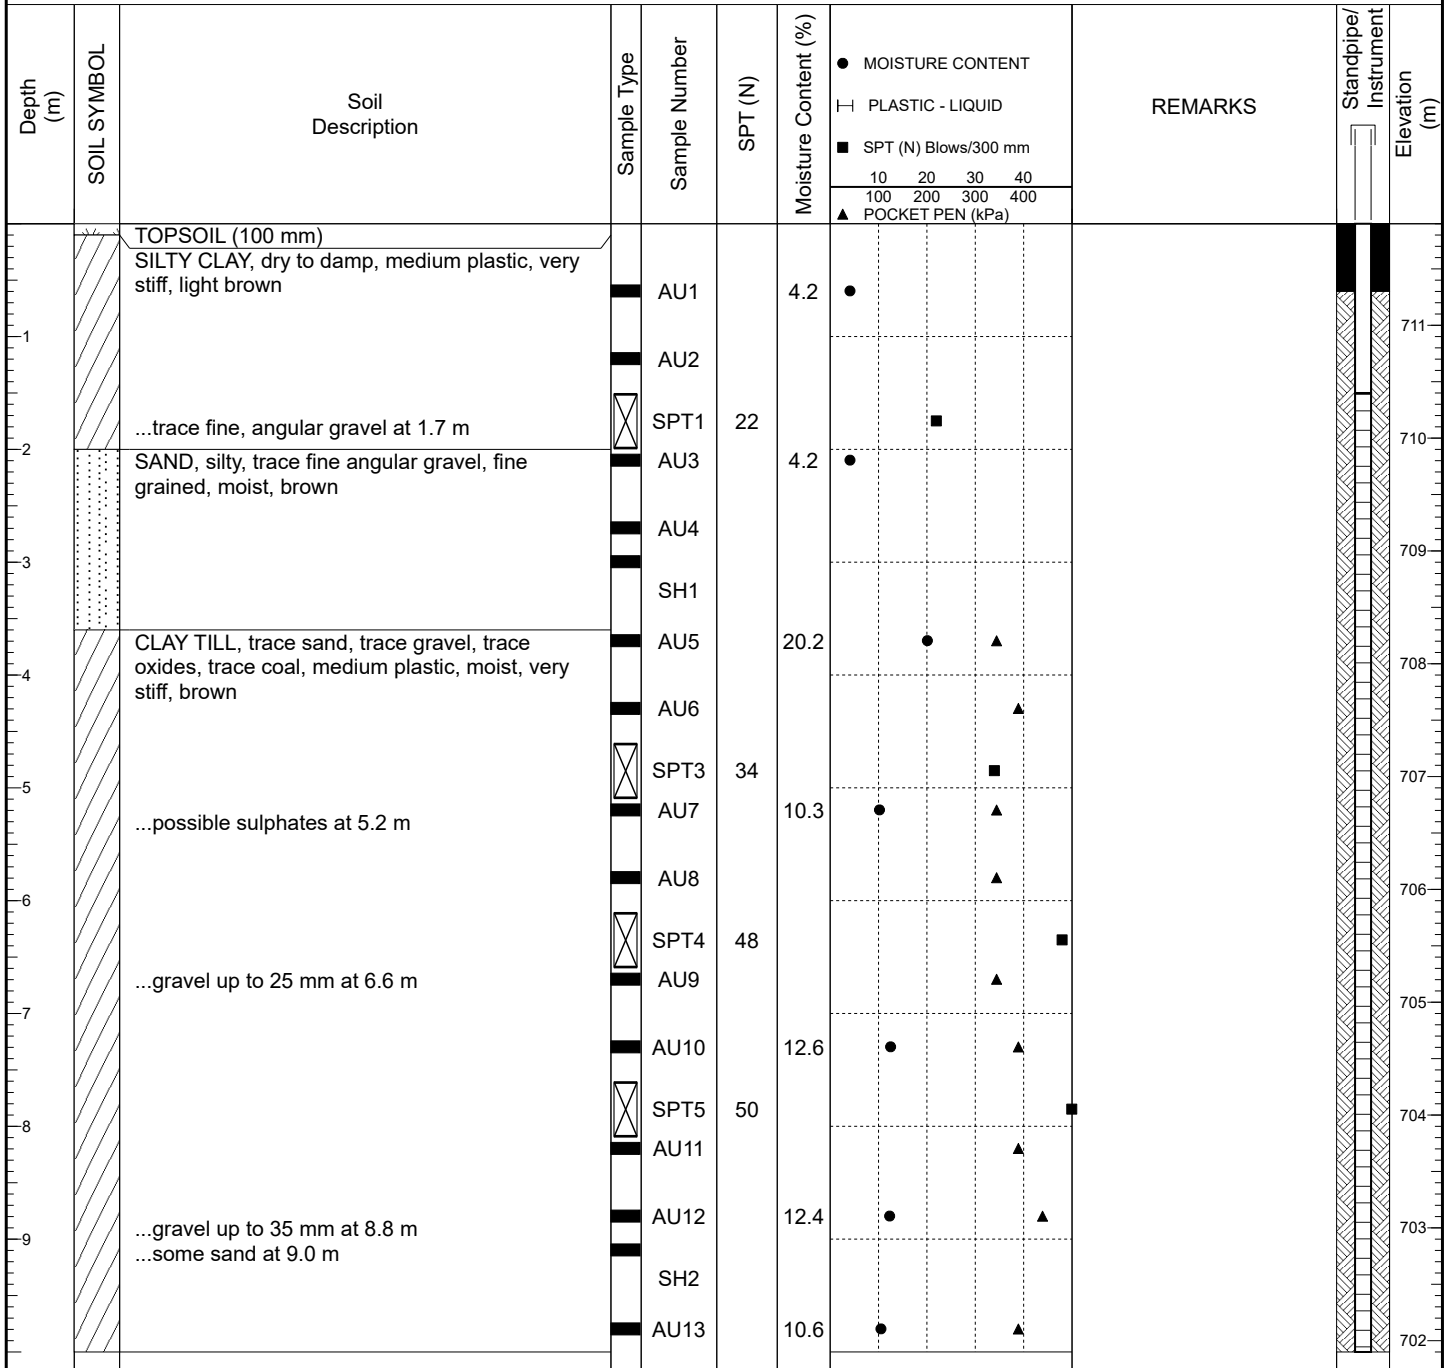 Depth
(m)
SOIL SYMBOL
Soil
Description
Sample Type
Sample Number
SPT (N)
Moisture Content (%)
MOISTURE CONTENT
PLASTIC - LIQUID
SPT (N) Blows/300 mm
10 20 30 40
100 200 300 400
POCKET PEN (kPa)
REMARKS
Standpipe/
Instrument
Elevation
(m)
TOPSOIL (100 mm)
SILTY CLAY, dry to damp, medium plastic, very
stiff, light brown
AU1 4.2
1 711
AU2
...trace fine, angular gravel at 1.7 m SPT1 22
2 710
SAND, silty, trace fine angular gravel, fine AU3 4.2
grained, moist, brown
AU4
3 709
SH1
CLAY TILL, trace sand, trace gravel, trace AU5 20.2
oxides, trace coal, medium plastic, moist, very 708
4
stiff, brown
AU6
SPT3 34
5 707
AU7 10.3
...possible sulphates at 5.2 m
AU8
6 706
SPT4 48
...gravel up to 25 mm at 6.6 m AU9
7 705
AU10 12.6
SPT5 50
8 704
AU11
AU12 12.4
...gravel up to 35 mm at 8.8 m 703
9
...some sand at 9.0 m
SH2
AU13 10.6
702